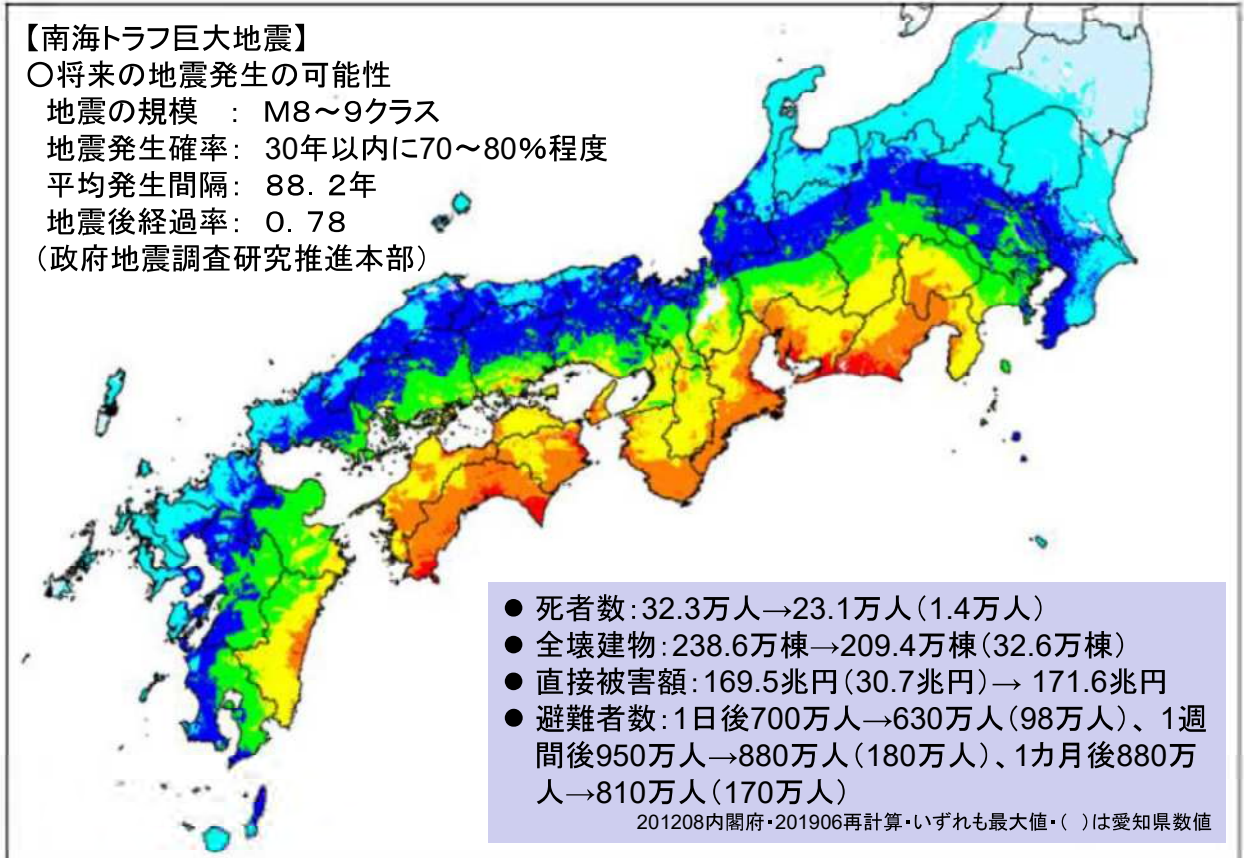 【南海トラフ巨大地震】
〇将来の地震発生の可能性
地震の規模　：　M8～9クラス
地震発生確率：　30年以内に70～80%程度
平均発生間隔：　88．2年
地震後経過率：　0．78
（政府地震調査研究推進本部）
● 死者数：32.3万人→23.1万人（1.4万人）
● 全壊建物：238.6万棟→209.4万棟（32.6万棟）
● 直接被害額：169.5兆円（30.7兆円）→ 171.6兆円
● 避難者数：1日後700万人→630万人（98万人）、1週
間後950万人→880万人（180万人）、1カ月後880万
人→810万人（170万人）
201208内閣府・201906再計算・いずれも最大値・（　）は愛知県数値